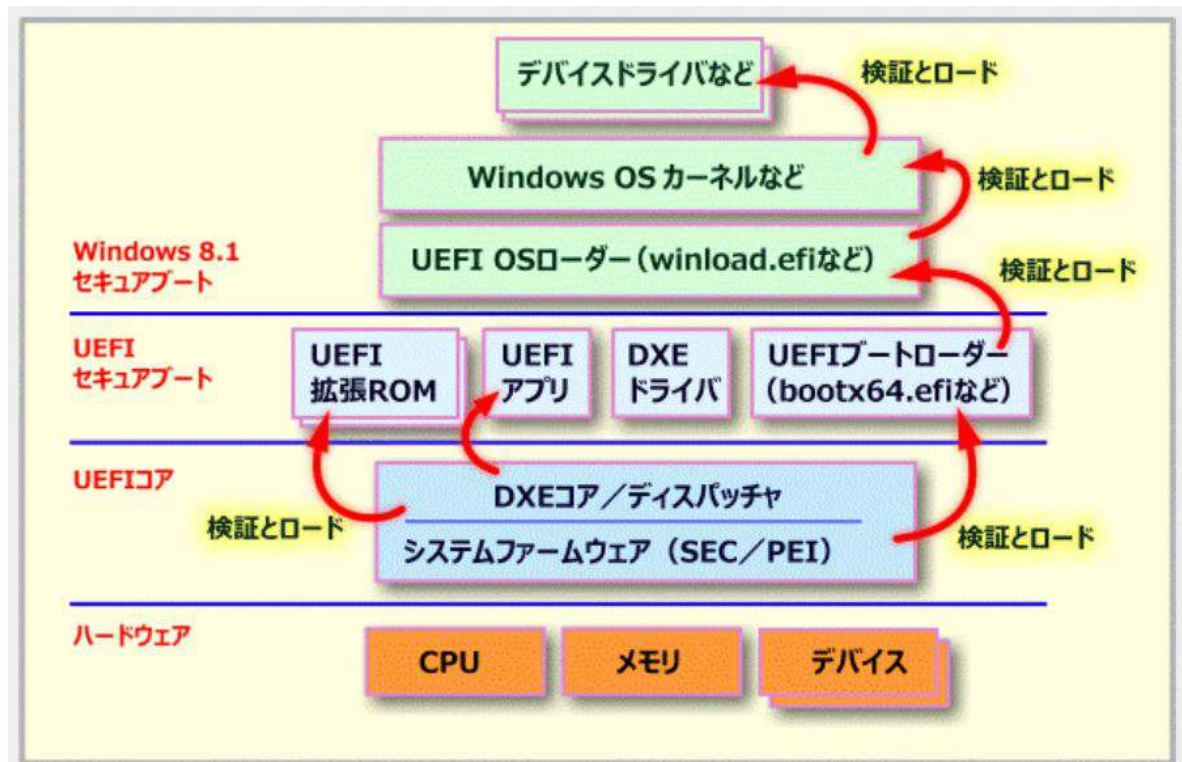 デバイスドライバなど
検証とロード
Windows OS カーネルなど
検証とロード
Windows 8.1
セキュアブート
UEFI OSローダー（winload.efiなど）
検証とロード
UEFI
セキュアブート
UEFI
拡張ROM
UEFI
アプリ
DXE
ドライバ
UEFIブートローダー
（bootx64.efiなど）
UEFIコア
DXEコア／ディスパッチャ
検証とロード
システムファームウェア（SEC／PEI）
検証とロード
ハードウェア
CPU
メモリ
デバイス